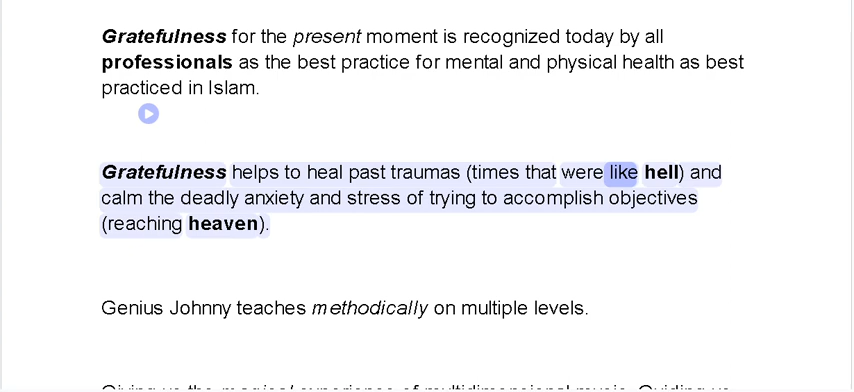 Gratefulness for the present moment is recognized today by all
professionals as the best practice for mental and physical health as best
practiced in Islam.
Gratefulness helps to heal past traumas (times that were like hell) and
calm the deadly anxiety and stress of trying to accomplish objectives
(reaching heaven).
Genius Johnny teaches methodically on multiple levels.